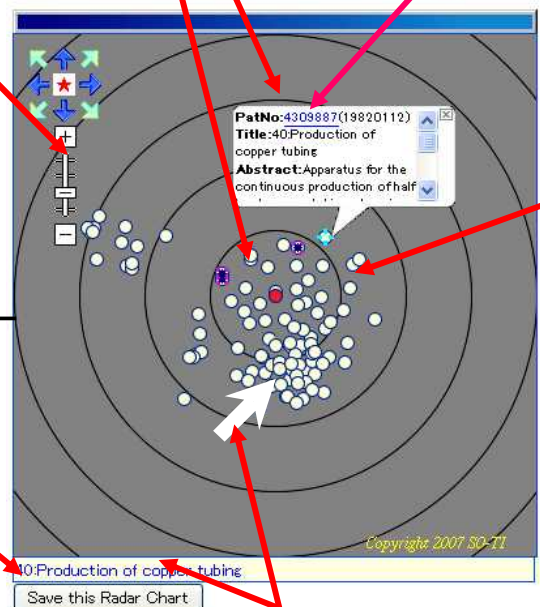 PatNo:4309887(19820112)
Title:40:Production of
copper tubing
Abstract:Apparatus for the
continuous production of half
Copyright 2007 SO-TI
40:Production of copper tubing
Save this Radar Chart